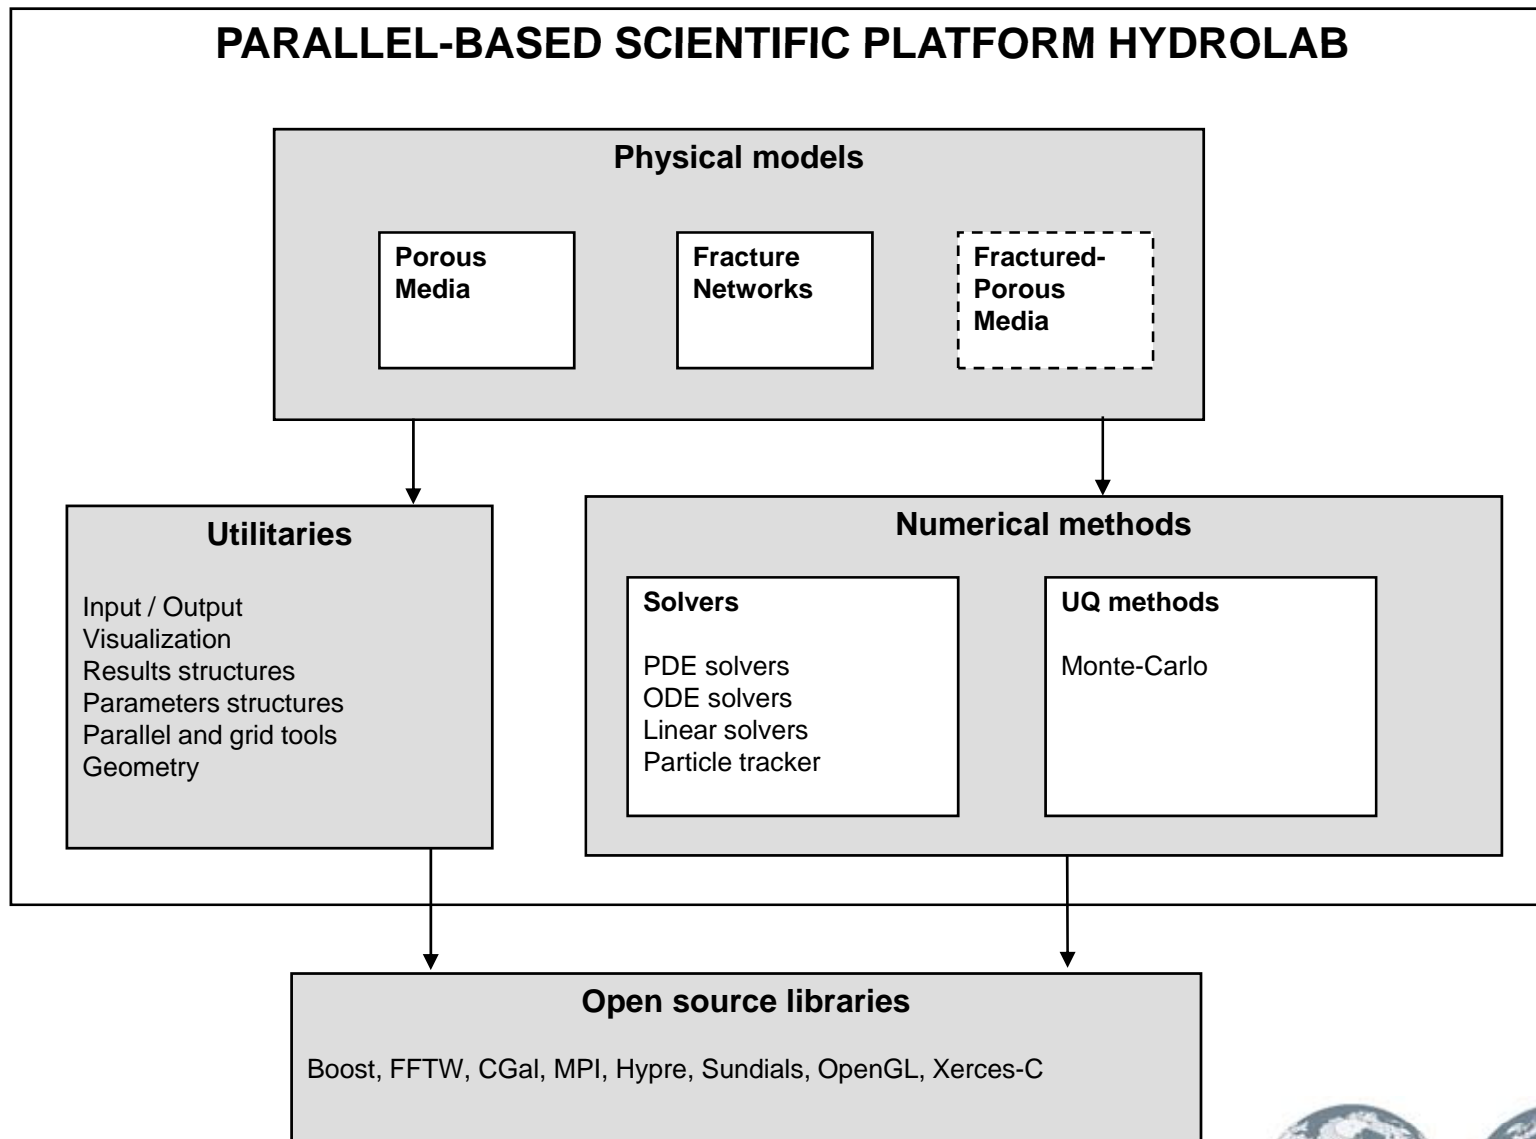 PARALLEL-BASED SCIENTIFIC PLATFORM HYDROLAB
Physical models
Porous
Media
Fracture
Networks
Fractured-
Porous
Media
Utilitaries
Input / Output
Visualization
Results structures
Parameters structures
Parallel and grid tools
Geometry
Numerical methods
Solvers
PDE solvers
ODE solvers
Linear solvers
Particle tracker
UQ methods
Monte-Carlo
Open source libraries
Boost, FFTW, CGal, MPI, Hypre, Sundials, OpenGL, Xerces-C